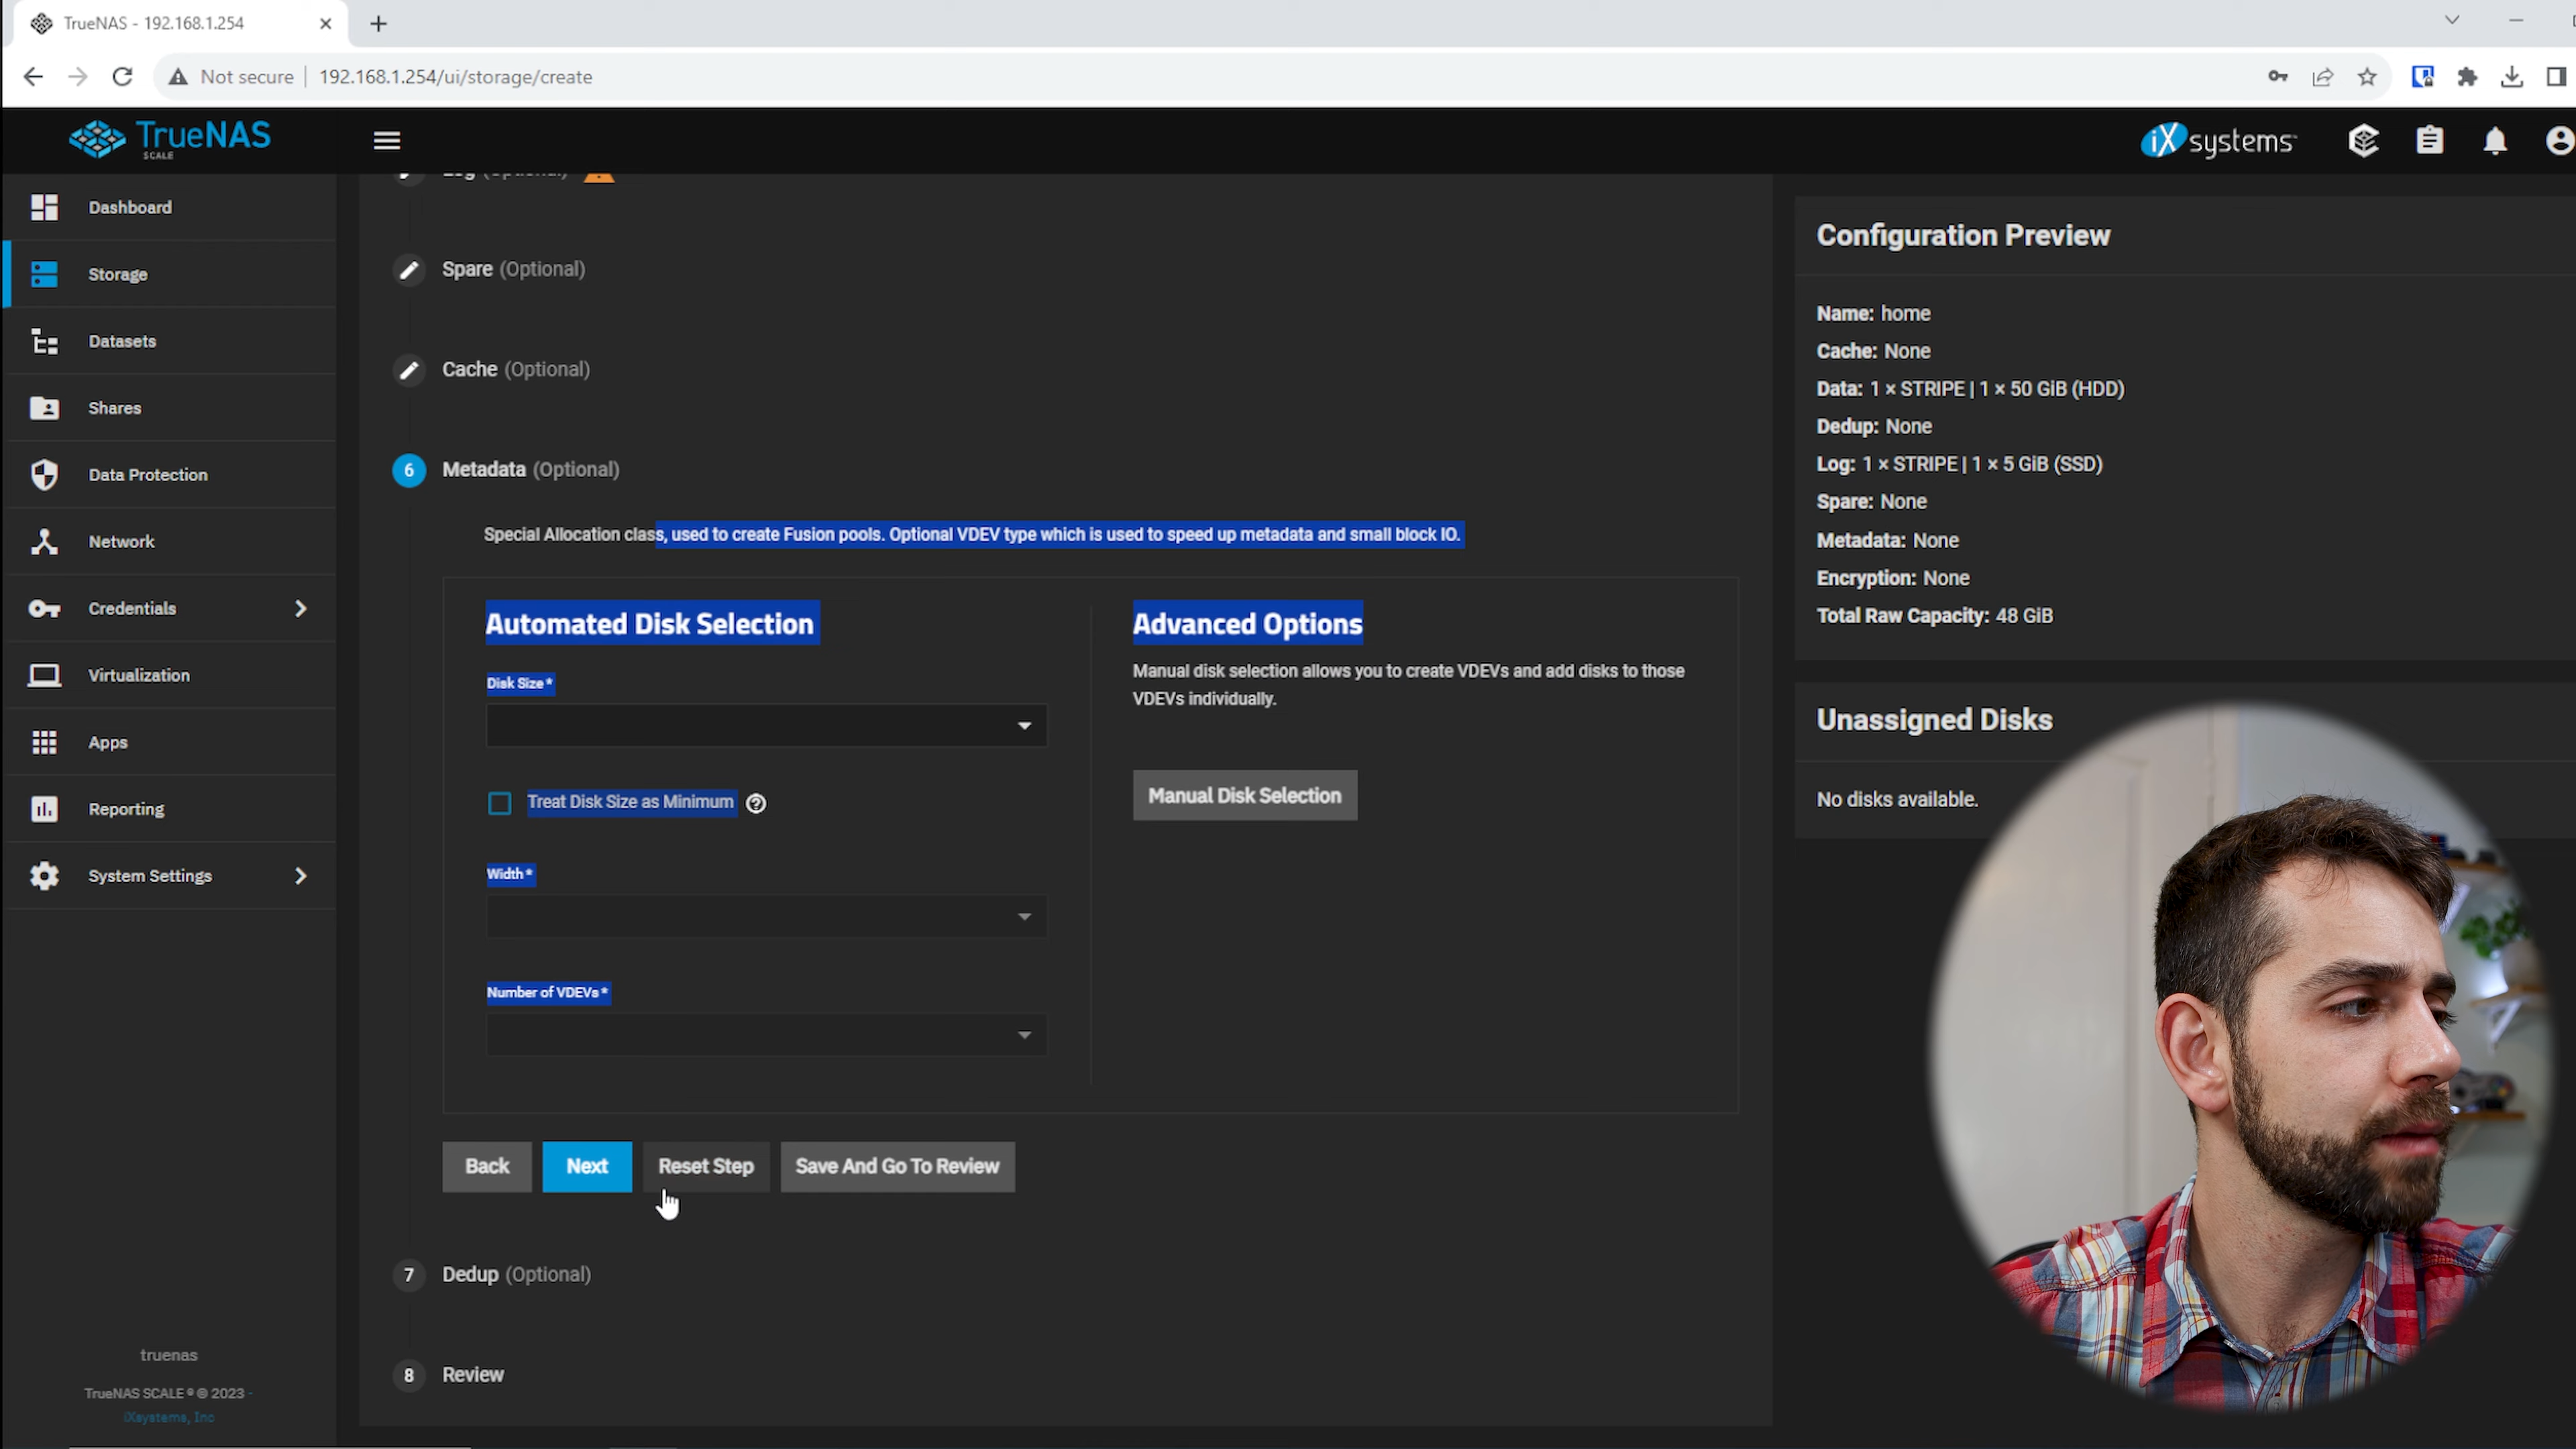 TrueNAS - 192.168.1.254
Not secure
192.168.1.254/ui/storage/create
TrueNAS
SCALE
iXsystems
Dashboard
Storage
Datasets
Shares
Data Protection
Network
Credentials
Virtualization
Apps
Reporting
System Settings
truenas
TrueNAS SCALE ® © 2023 -
iXsystems, Inc
Log (Optional)
Spare (Optional)
Cache (Optional)
6 Metadata (Optional)
Special Allocation class, used to create Fusion pools. Optional VDEV type which is used to speed up metadata and small block IO.
Automated Disk Selection
Disk Size *
Treat Disk Size as Minimum
Width *
Number of VDEVs *
Advanced Options
Manual disk selection allows you to create VDEVs and add disks to those
VDEVs individually.
Manual Disk Selection
Back
Next
Reset Step
Save And Go To Review
7 Dedup (Optional)
8 Review
Configuration Preview
Name: home
Cache: None
Data: 1 × STRIPE | 1 × 50 GiB (HDD)
Dedup: None
Log: 1 × STRIPE | 1 × 5 GiB (SSD)
Spare: None
Metadata: None
Encryption: None
Total Raw Capacity: 48 GiB
Unassigned Disks
No disks available.